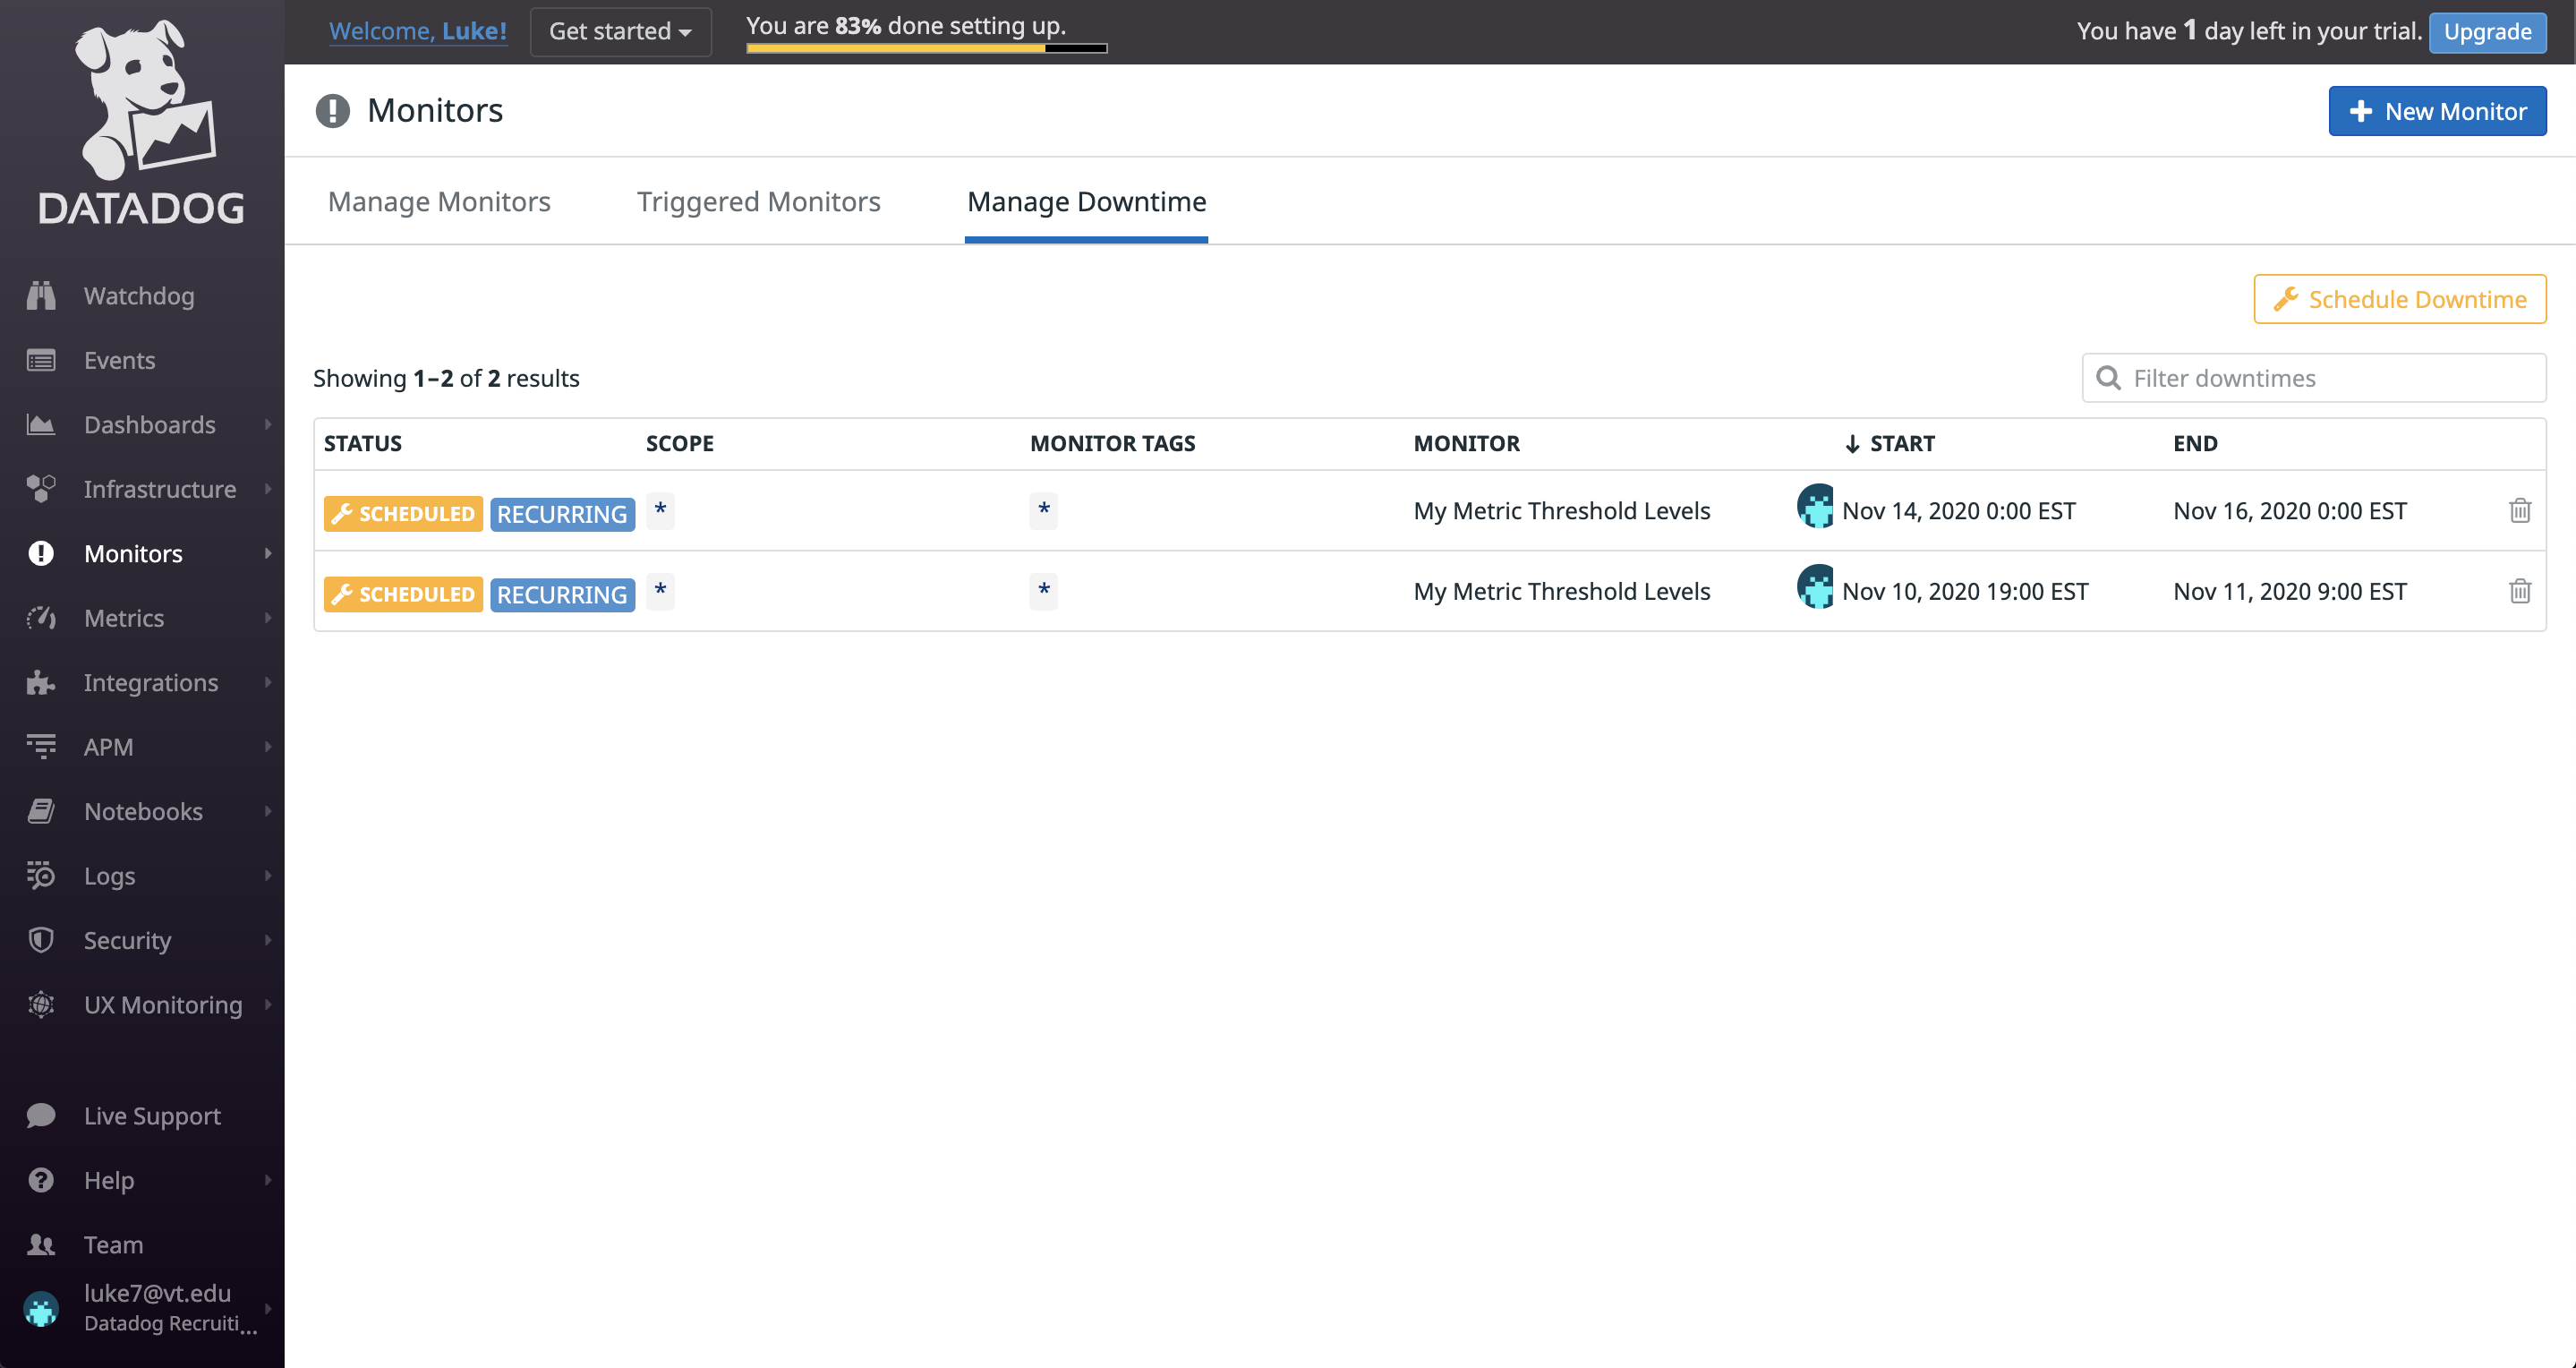 Welcome, Luke!
Get started
You are 83% done setting up.
You have 1 day left in your trial.
Upgrade
DATADOG
Watchdog
Events
Dashboards
Infrastructure
Monitors
Metrics
Integrations
APM
Notebooks
Logs
Security
UX Monitoring
Live Support
Help
Team
luke7@vt.edu
Datadog Recruiti...
Monitors
New Monitor
Manage Monitors
Triggered Monitors
Manage Downtime
Schedule Downtime
Showing 1–2 of 2 results
Filter downtimes
STATUS SCOPE MONITOR TAGS MONITOR ↓ START END
SCHEDULED RECURRING * * My Metric Threshold Levels Nov 14, 2020 0:00 EST Nov 16, 2020 0:00 EST
SCHEDULED RECURRING * * My Metric Threshold Levels Nov 10, 2020 19:00 EST Nov 11, 2020 9:00 EST